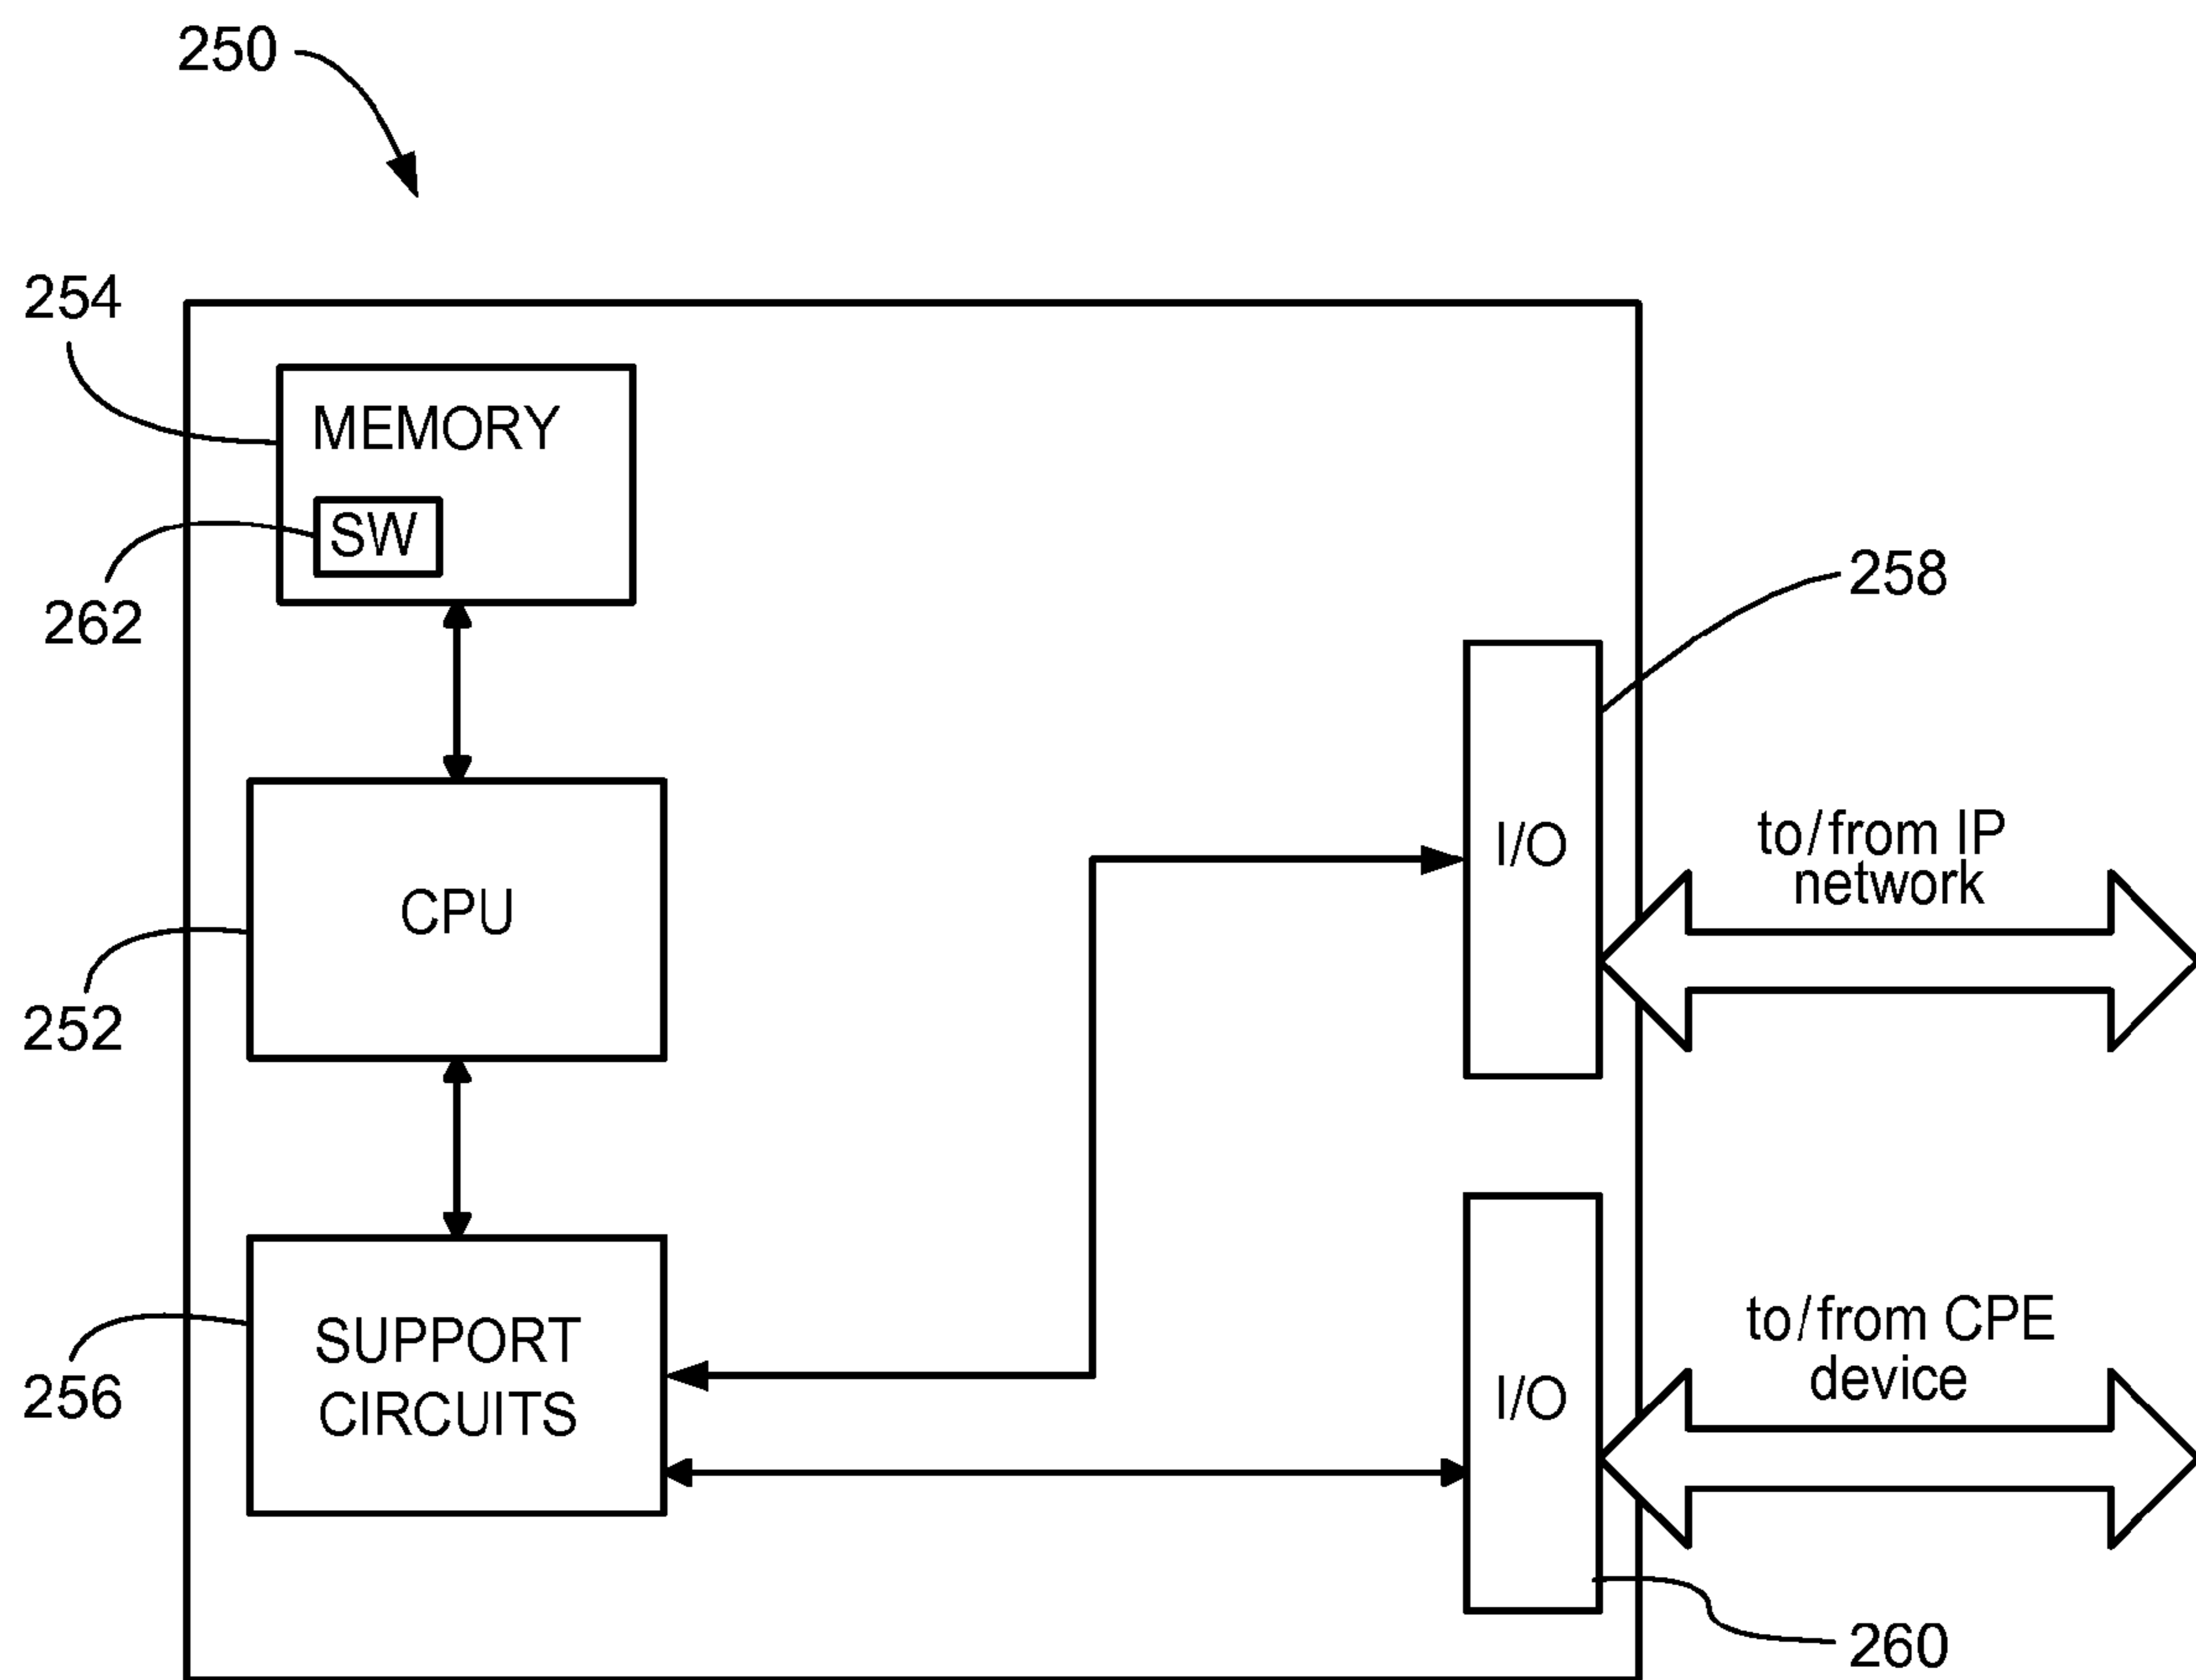 250
254
MEMORY
SW
262
258
I/O
to/from IP
network
CPU
252
SUPPORT
CIRCUITS
256
I/O
to/from CPE
device
260